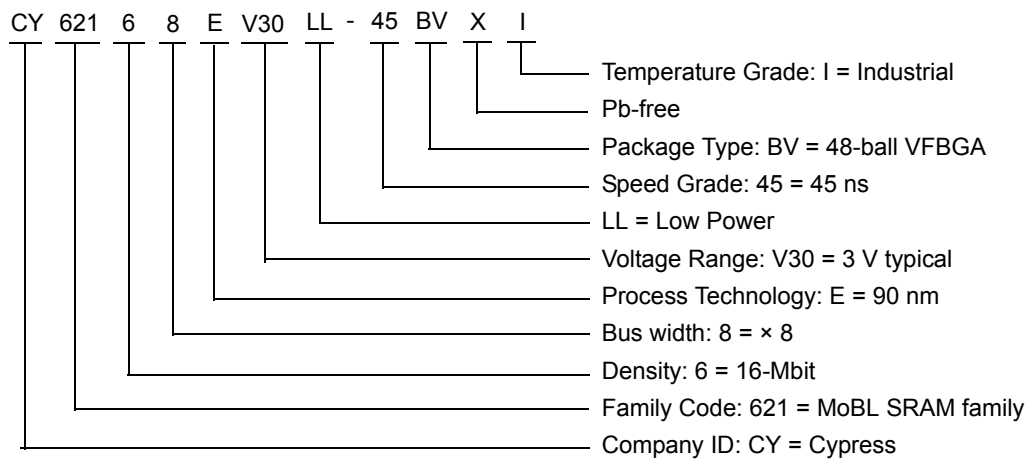 CY 621 6 8 E V30 LL - 45 BV X I
Temperature Grade: I = Industrial
Pb-free
Package Type: BV = 48-ball VFBGA
Speed Grade: 45 = 45 ns
LL = Low Power
Voltage Range: V30 = 3 V typical
Process Technology: E = 90 nm
Bus width: 8 = × 8
Density: 6 = 16-Mbit
Family Code: 621 = MoBL SRAM family
Company ID: CY = Cypress